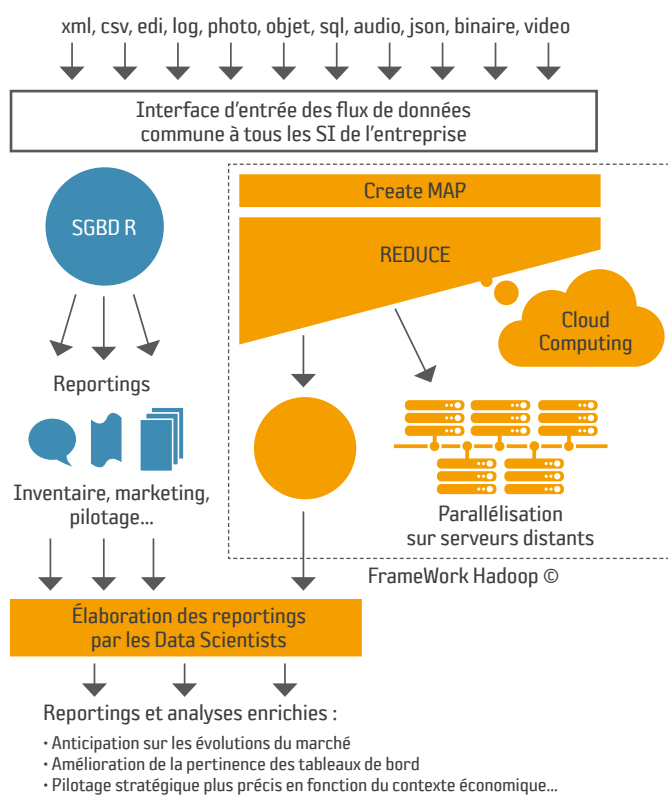 xml, csv, edi, log, photo, objet, sql, audio, json, binaire, video
Interface d'entrée des flux de données
commune à tous les SI de l'entreprise
SGBD R
Create MAP
REDUCE
Cloud
Computing
Reportings
Inventaire, marketing,
pilotage...
Parallélisation
sur serveurs distants
FrameWork Hadoop ©
Élaboration des reportings
par les Data Scientists
Reportings et analyses enrichies :
• Anticipation sur les évolutions du marché
• Amélioration de la pertinence des tableaux de bord
• Pilotage stratégique plus précis en fonction du contexte économique...